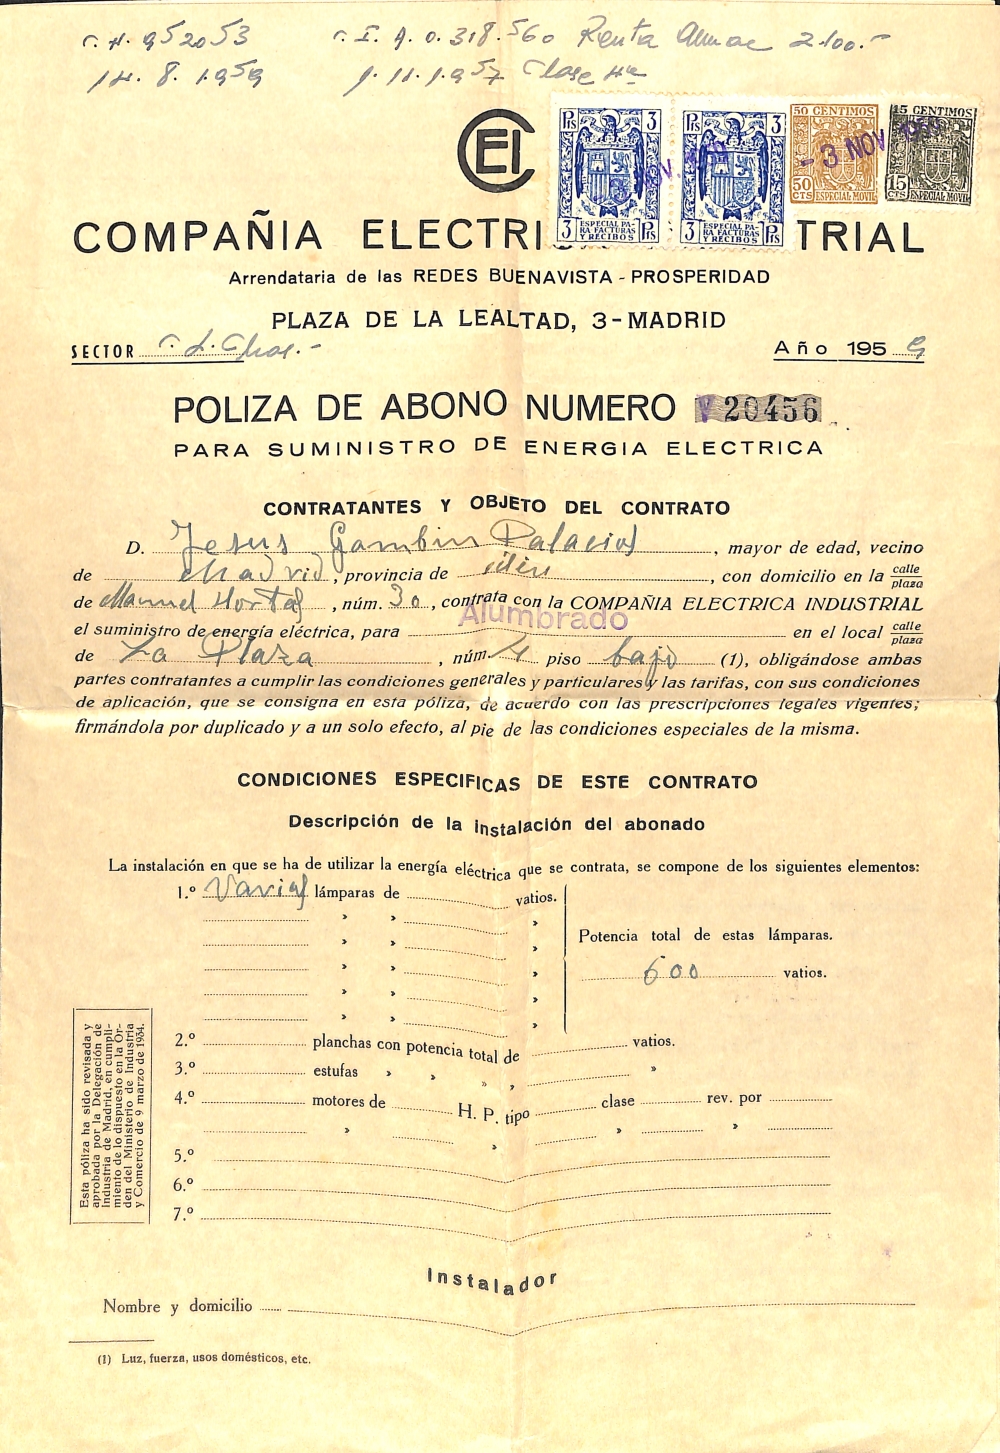 C. N. 952053 C. I. A. 0.318.560 Renta 2100.-
14. 8. 1.959 1.11.1.957 Clase 4ª
CEI
Pts 3 Pts 3 50 CENTIMOS 15 CENTIMOS
- 3 NOV 1959
50 CTS ESPECIAL MOVIL 15 CTS ESPECIAL MOVIL
3 ESPECIAL PARA FACTURAS Y RECIBOS Pts 3 ESPECIAL PARA FACTURAS Y RECIBOS Pts
COMPAÑIA ELECTRI TRIAL
Arrendataria de las REDES BUENAVISTA - PROSPERIDAD
PLAZA DE LA LEALTAD, 3 - MADRID
SECTOR Año 195 9
POLIZA DE ABONO NUMERO V 20456
PARA SUMINISTRO DE ENERGIA ELECTRICA
CONTRATANTES Y OBJETO DEL CONTRATO
D. Jesus Gambin Palacios, mayor de edad, vecino
de Madrid, provincia de idem, con domicilio en la calle plaza
de Manuel Hortas, núm. 30, contrata con la COMPAÑIA ELECTRICA INDUSTRIAL
el suministro de energía eléctrica, para Alumbrado en el local calle plaza
de La Plaza, núm. 4 piso bajo (1), obligándose ambas
partes contratantes a cumplir las condiciones generales y particulares y las tarifas, con sus condiciones
de aplicación, que se consigna en esta póliza, de acuerdo con las prescripciones legales vigentes;
firmándola por duplicado y a un solo efecto, al pie de las condiciones especiales de la misma.
CONDICIONES ESPECIFICAS DE ESTE CONTRATO
Descripción de la instalación del abonado
La instalación en que se ha de utilizar la energía eléctrica que se contrata, se compone de los siguientes elementos:
1.º Varias lámparas de vatios.
» » »
Potencia total de estas lámparas.
» » »
600 vatios.
» » »
» » »
» » »
2.º planchas con potencia total de vatios.
3.º estufas » » » » »
4.º motores de H. P. tipo clase rev. por
» » » »
5.º
6.º
7.º
Esta póliza ha sido revisada y
aprobada por la Delegación de
Industria de Madrid, en cumpli-
miento de lo dispuesto en la Or-
den del Ministerio de Industria
y Comercio de 9 marzo de 1934.
Instalador
Nombre y domicilio
(1) Luz, fuerza, usos domésticos, etc.